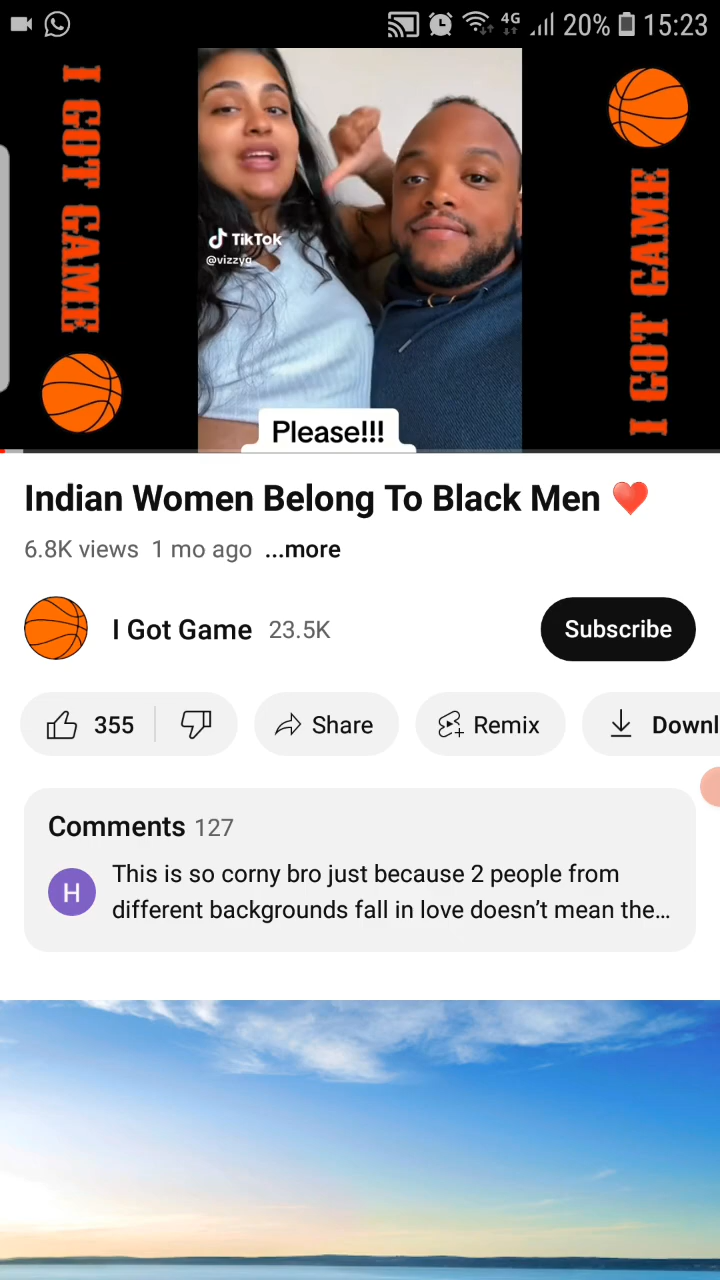 4G 20% 15:23
I GOT GAME
TikTok
@vizzyg
Please!!!
I GOT GAME
Indian Women Belong To Black Men ❤️
6.8K views 1 mo ago ...more
I Got Game 23.5K Subscribe
355 Share Remix Downl
Comments 127
H
This is so corny bro just because 2 people from
different backgrounds fall in love doesn't mean the...